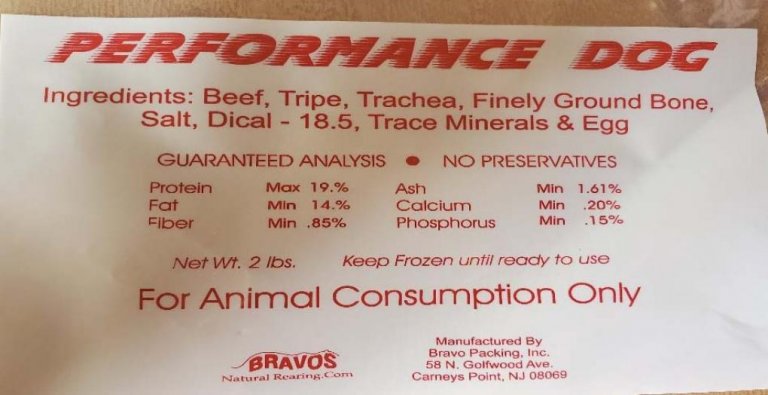 PERFORMANCE DOG
Ingredients: Beef, Tripe, Trachea, Finely Ground Bone,
Salt, Dical - 18.5, Trace Minerals & Egg
GUARANTEED ANALYSIS ● NO PRESERVATIVES
Protein Max 19.% Ash Min 1.61%
Fat Min 14.% Calcium Min .20%
Fiber Min .85% Phosphorus Min .15%
Net Wt. 2 lbs. Keep Frozen until ready to use
For Animal Consumption Only
BRAVOS
Natural Rearing.Com
Manufactured By
Bravo Packing, Inc.
58 N. Golfwood Ave.
Carneys Point, NJ 08069